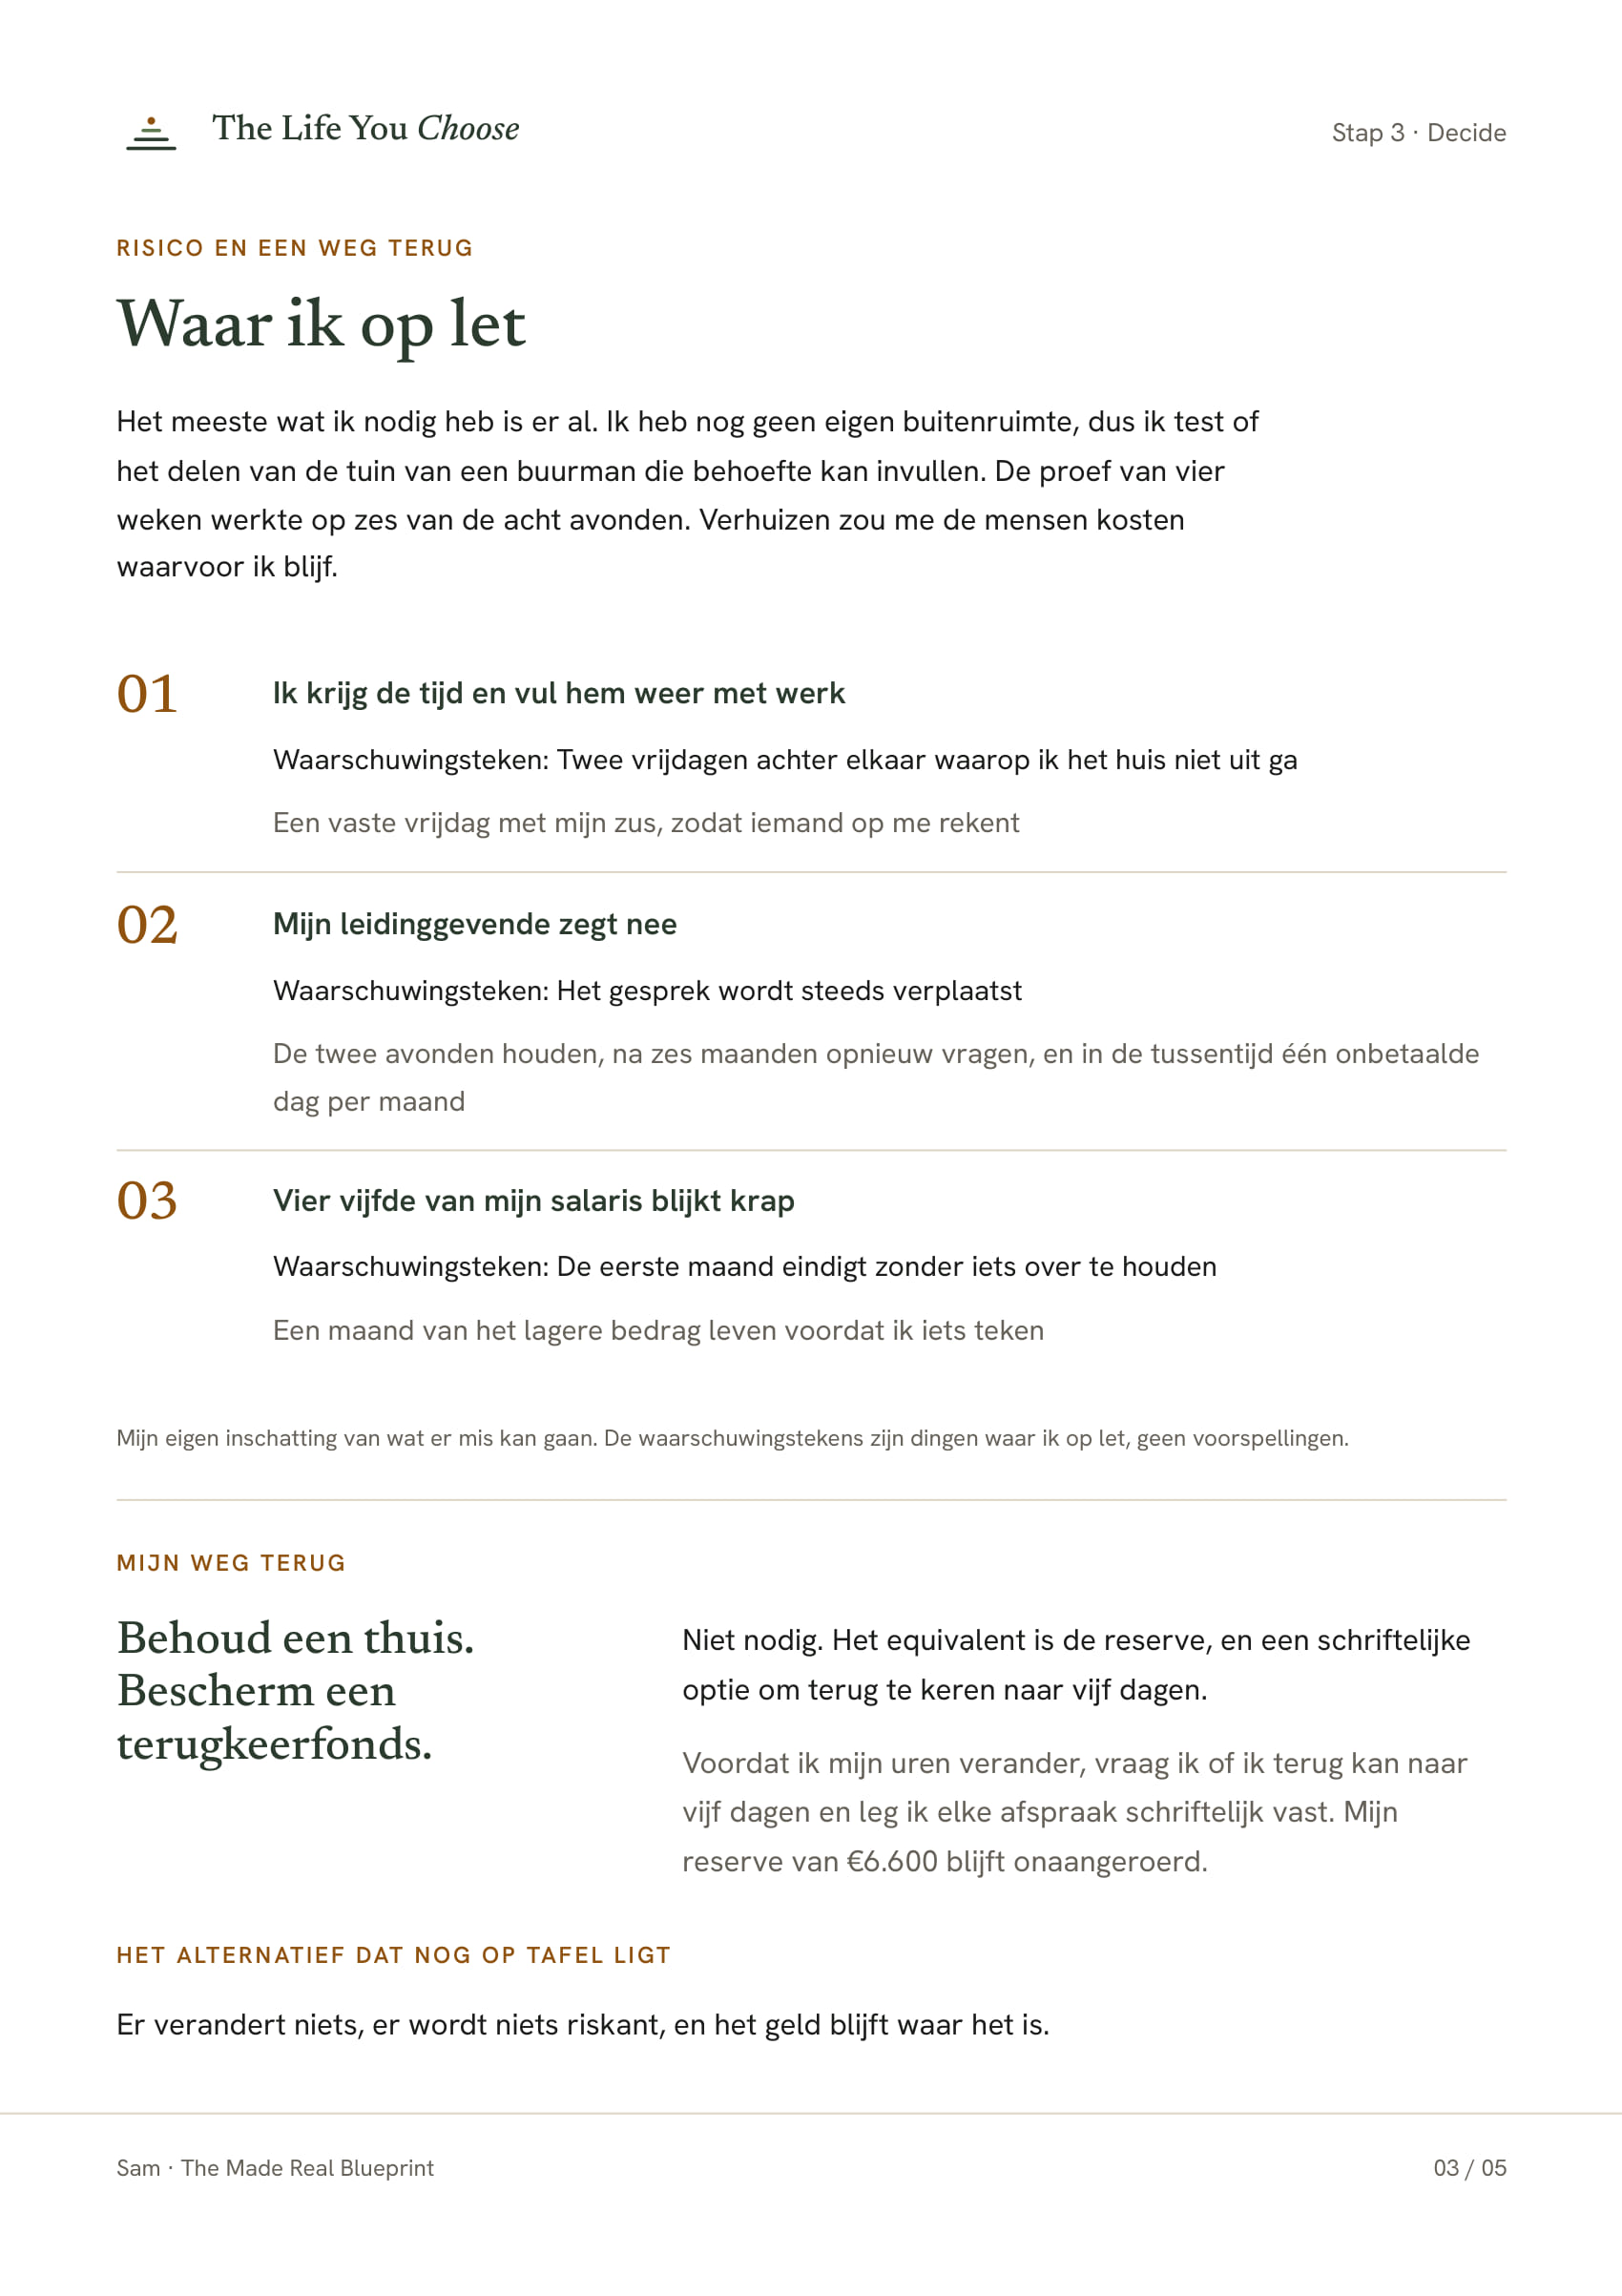 The Life You Choose
Stap 3 · Decide
RISICO EN EEN WEG TERUG
Waar ik op let
Het meeste wat ik nodig heb is er al. Ik heb nog geen eigen buitenruimte, dus ik test of
het delen van de tuin van een buurman die behoefte kan invullen. De proef van vier
weken werkte op zes van de acht avonden. Verhuizen zou me de mensen kosten
waarvoor ik blijf.
01
Ik krijg de tijd en vul hem weer met werk
Waarschuwingsteken: Twee vrijdagen achter elkaar waarop ik het huis niet uit ga
Een vaste vrijdag met mijn zus, zodat iemand op me rekent
02
Mijn leidinggevende zegt nee
Waarschuwingsteken: Het gesprek wordt steeds verplaatst
De twee avonden houden, na zes maanden opnieuw vragen, en in de tussentijd één onbetaalde
dag per maand
03
Vier vijfde van mijn salaris blijkt krap
Waarschuwingsteken: De eerste maand eindigt zonder iets over te houden
Een maand van het lagere bedrag leven voordat ik iets teken
Mijn eigen inschatting van wat er mis kan gaan. De waarschuwingstekens zijn dingen waar ik op let, geen voorspellingen.
MIJN WEG TERUG
Behoud een thuis.
Bescherm een
terugkeerfonds.
Niet nodig. Het equivalent is de reserve, en een schriftelijke
optie om terug te keren naar vijf dagen.
Voordat ik mijn uren verander, vraag ik of ik terug kan naar
vijf dagen en leg ik elke afspraak schriftelijk vast. Mijn
reserve van €6.600 blijft onaangeroerd.
HET ALTERNATIEF DAT NOG OP TAFEL LIGT
Er verandert niets, er wordt niets riskant, en het geld blijft waar het is.
Sam · The Made Real Blueprint
03 / 05